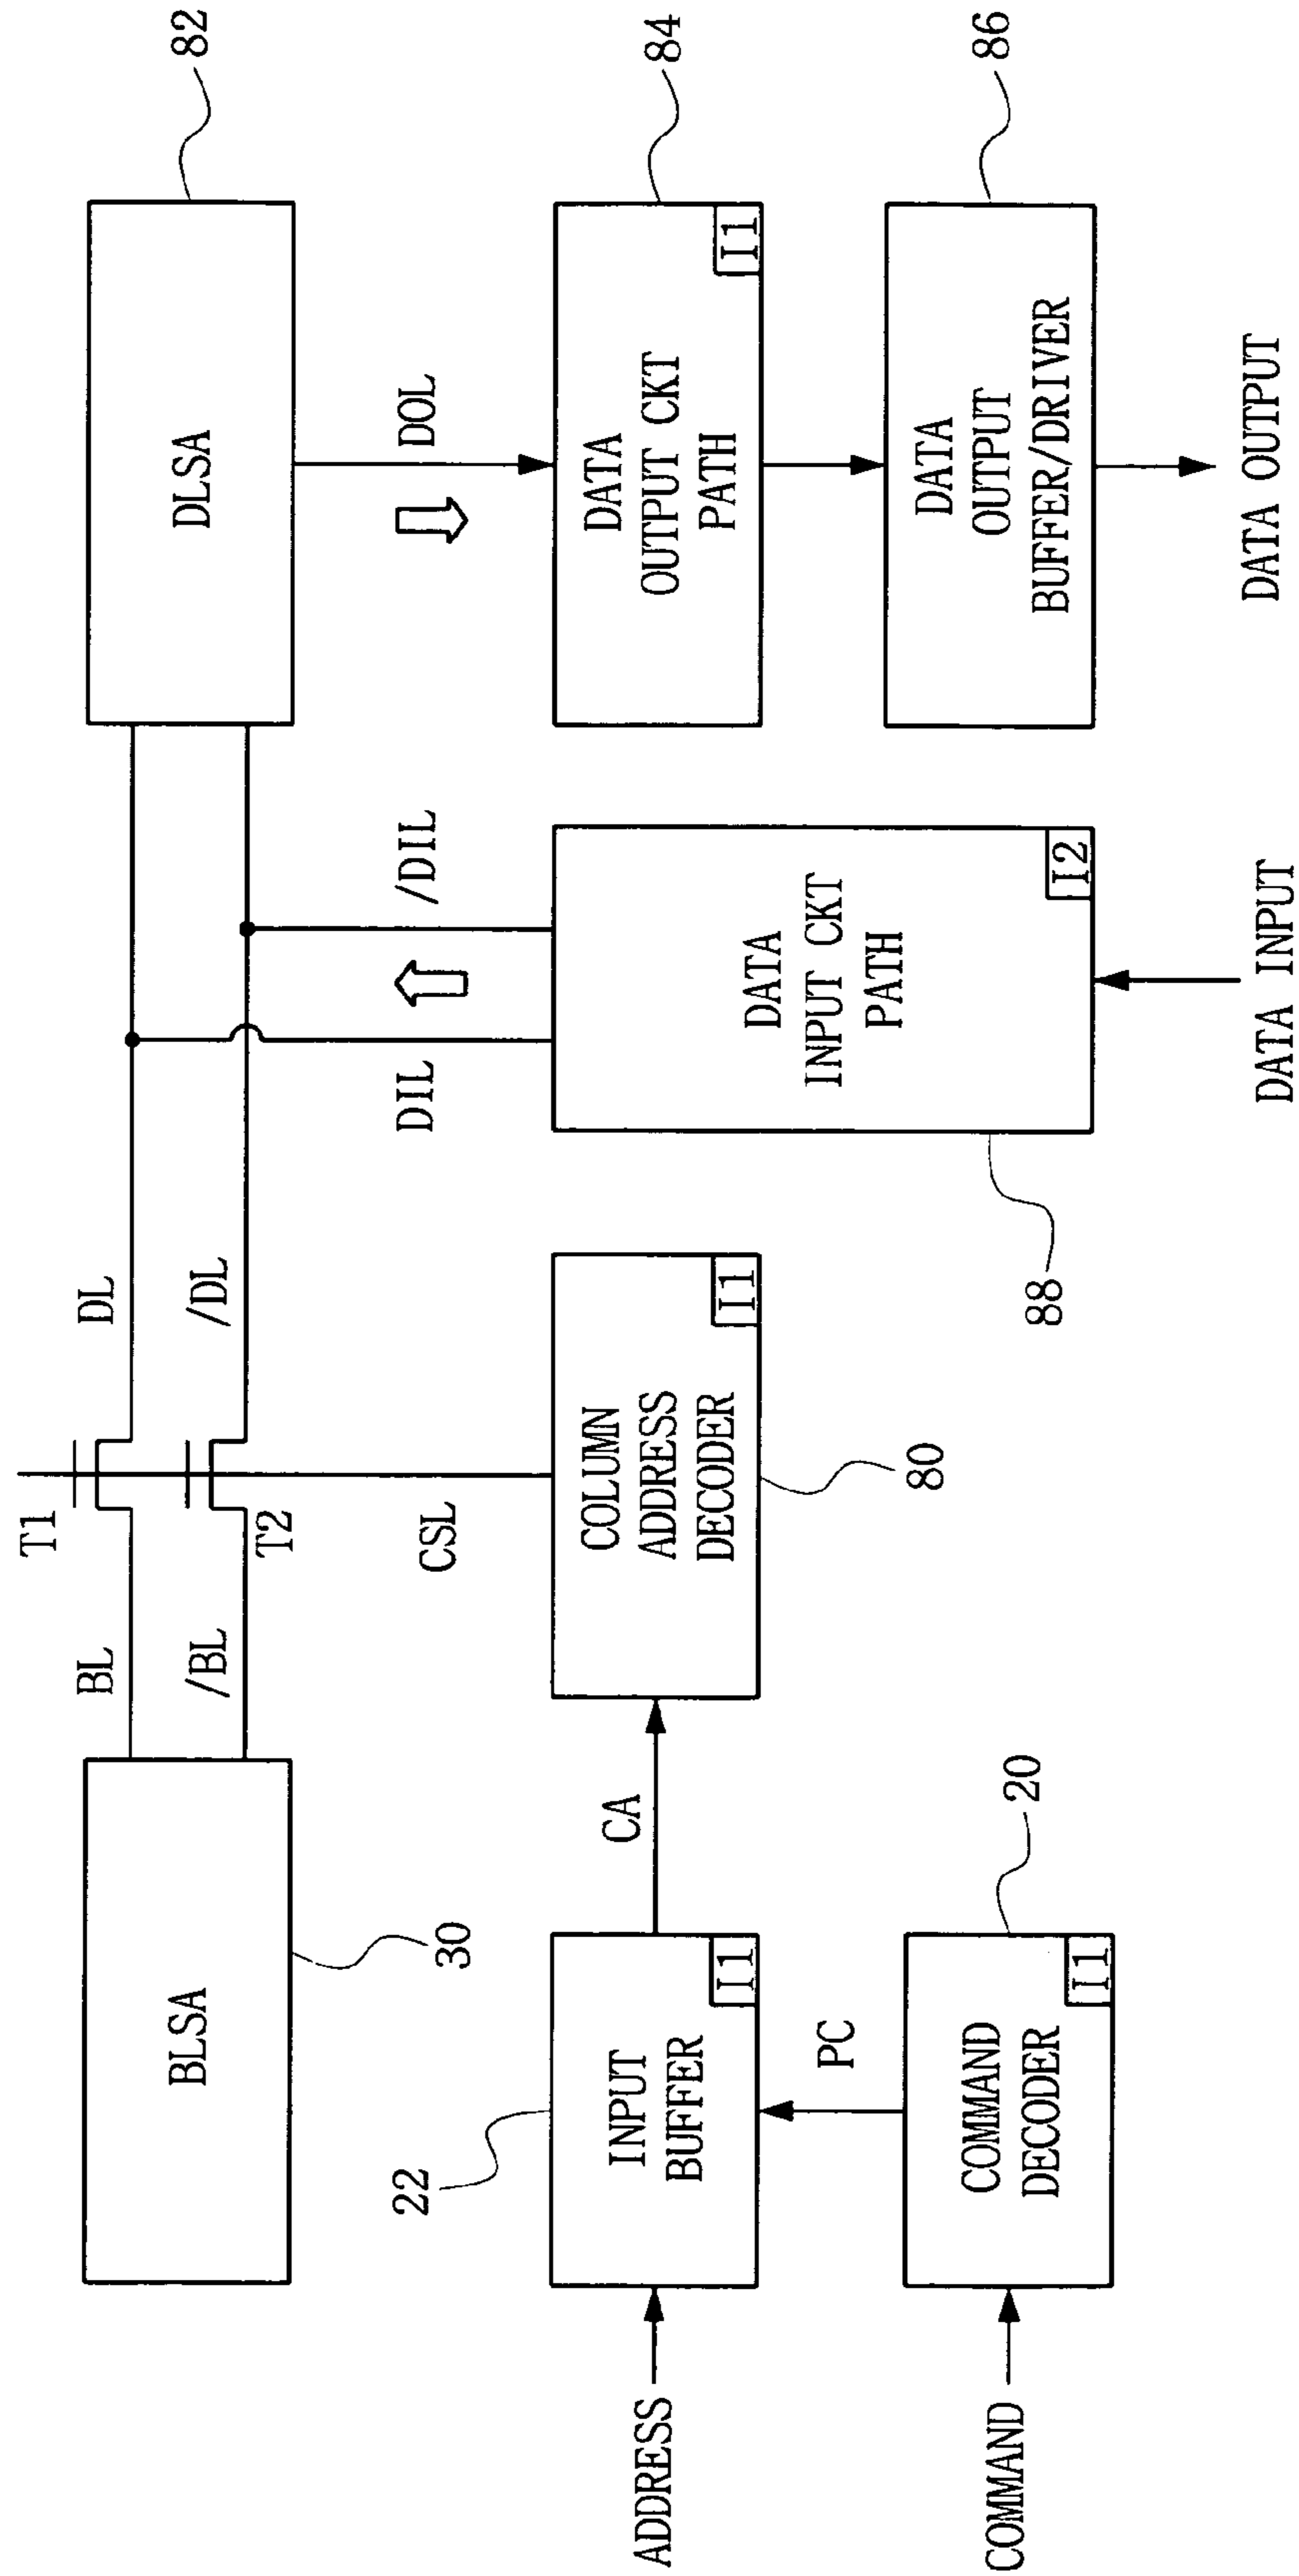 T1
BL
DL
BLSA
/BL
T2
/DL
DLSA
82
30
CSL
DIL
/DIL
DOL
22
ADDRESS
INPUT
BUFFER
I1
CA
COLUMN
ADDRESS
DECODER
I1
80
DATA
INPUT CKT
PATH
I2
88
DATA
OUTPUT CKT
PATH
I1
84
PC
COMMAND
COMMAND
DECODER
I1
20
DATA
OUTPUT
BUFFER/DRIVER
86
DATA INPUT
DATA OUTPUT